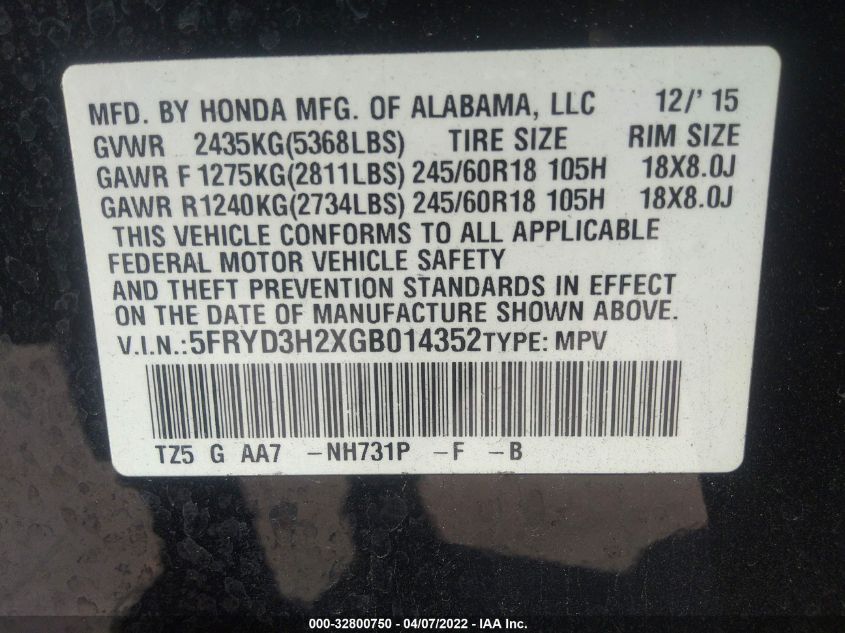 MFD. BY HONDA MFG. OF ALABAMA, LLC 12/'15
GVWR 2435KG(5368LBS) TIRE SIZE RIM SIZE
GAWR F 1275KG(2811LBS) 245/60R18 105H 18X8.0J
GAWR R1240KG(2734LBS) 245/60R18 105H 18X8.0J
THIS VEHICLE CONFORMS TO ALL APPLICABLE
FEDERAL MOTOR VEHICLE SAFETY
AND THEFT PREVENTION STANDARDS IN EFFECT
ON THE DATE OF MANUFACTURE SHOWN ABOVE.
V.I.N.:5FRYD3H2XGB014352TYPE: MPV
TZ5 G AA7 -NH731P -F -B
000-32800750 - 04/07/2022 - IAA Inc.